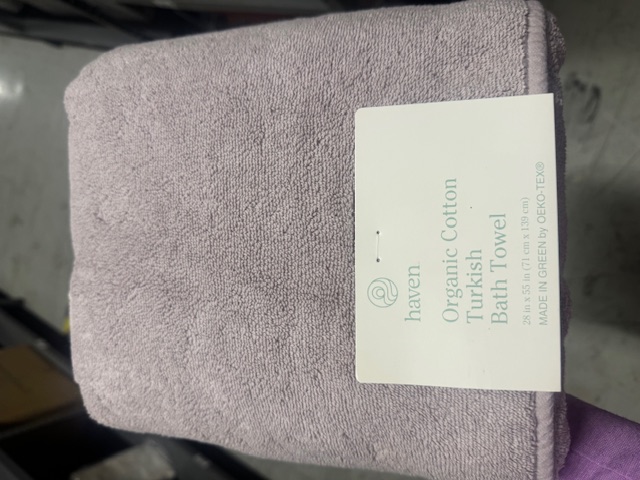 haven
Organic Cotton
Turkish
Bath Towel
28 in x 55 in (71 cm x 139 cm)
MADE IN GREEN by OEKO-TEX®